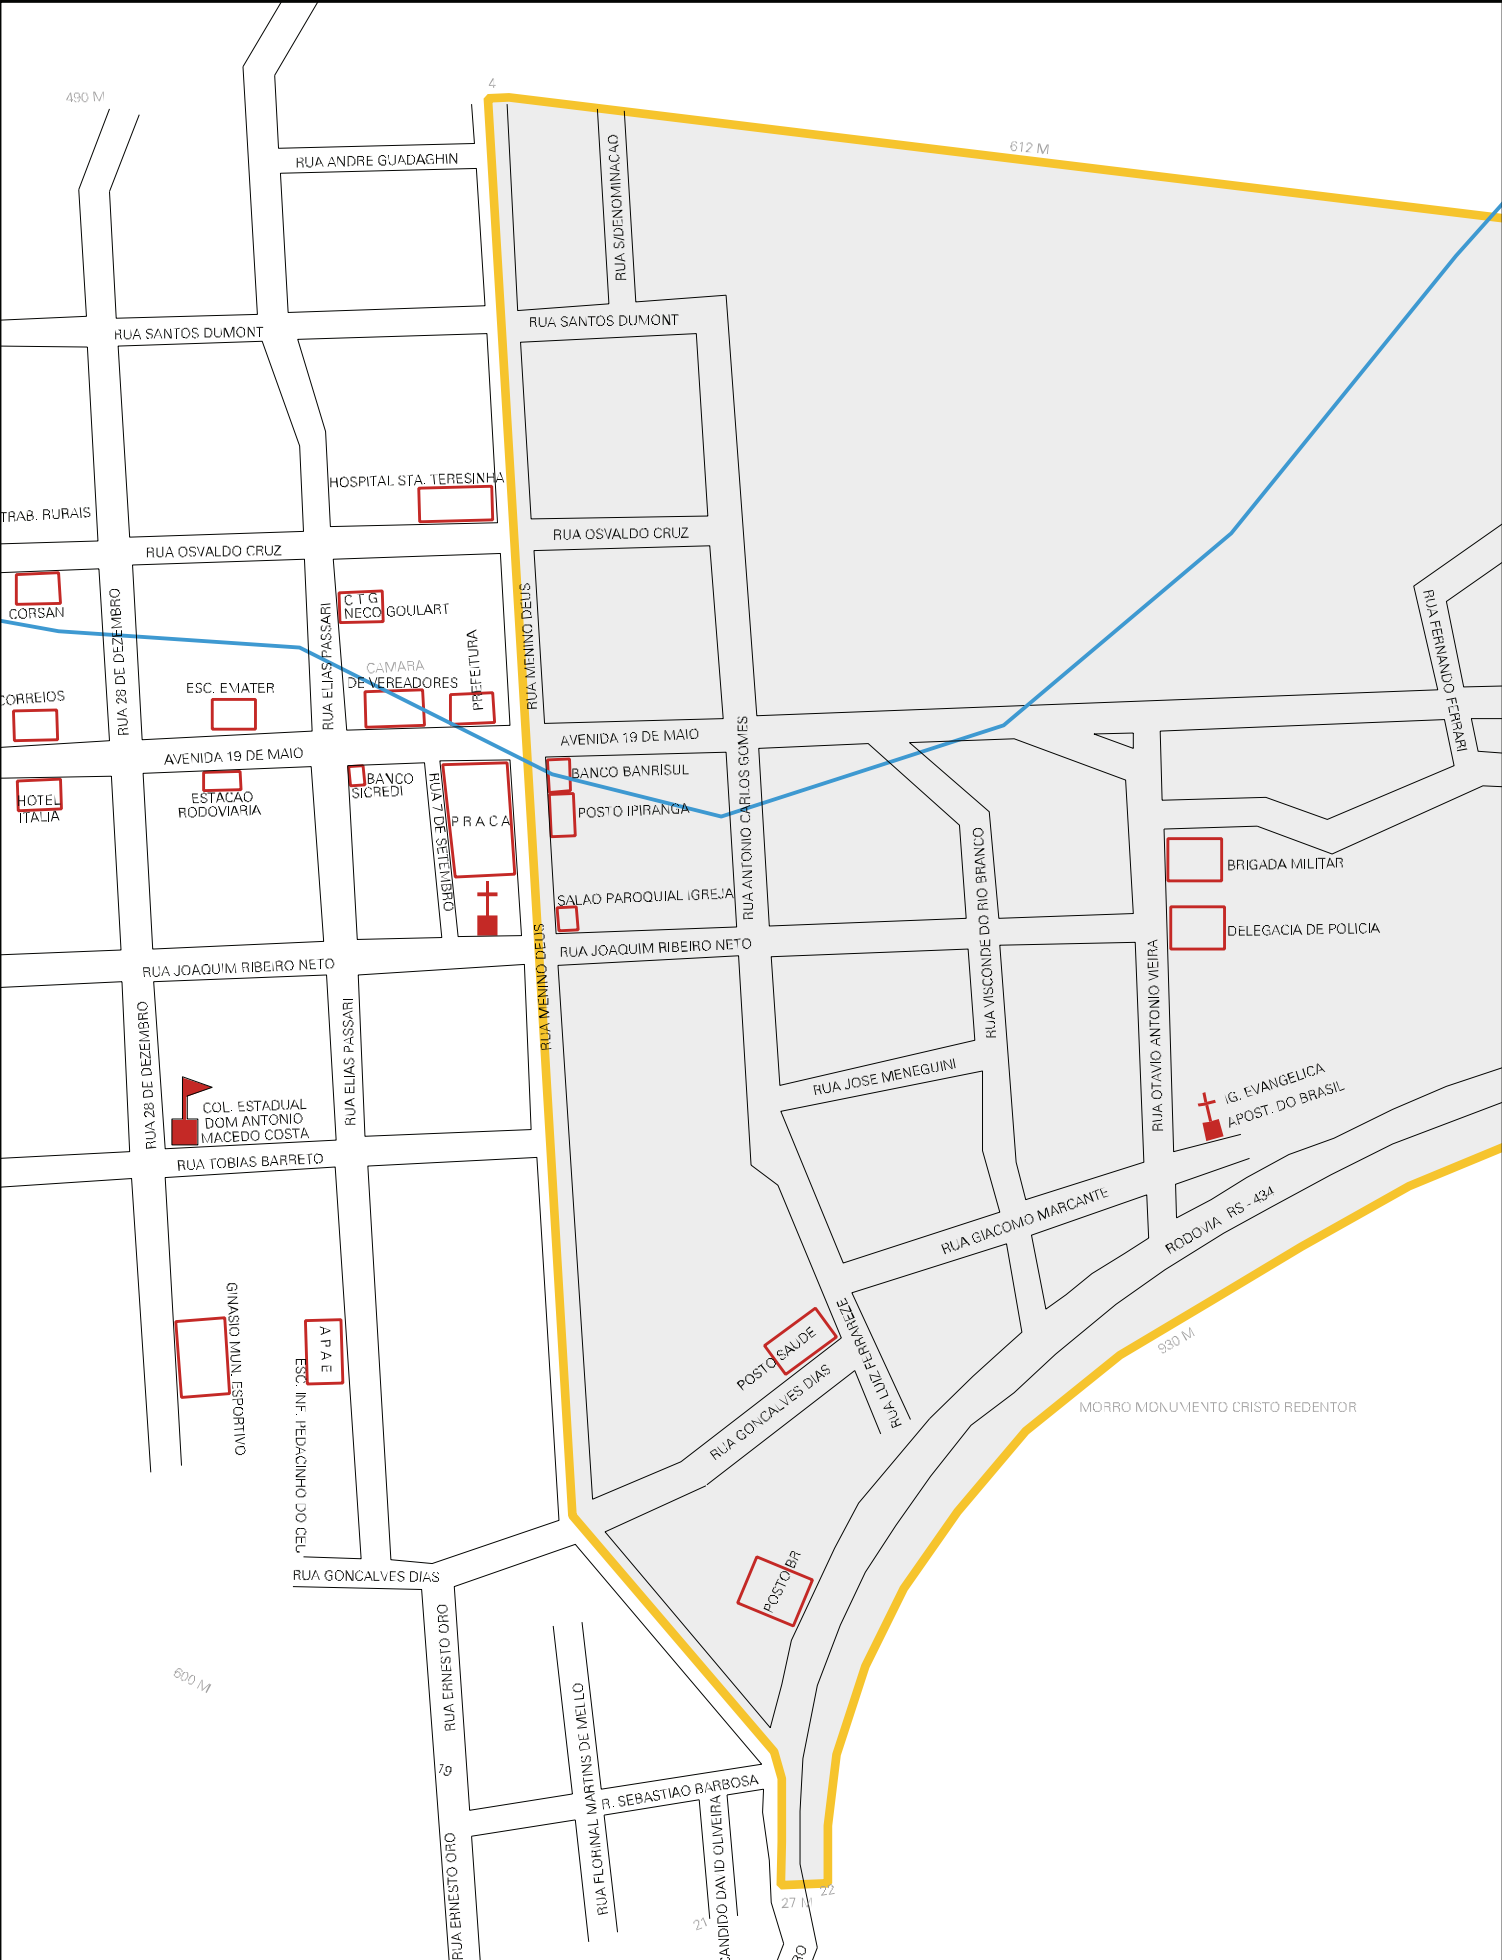 4
490 M
612 M
RUA ANDRE GUADAGHIN
RUA S/DENOMINACAO
RUA SANTOS DUMONT
RUA SANTOS DUMONT
HOSPITAL STA. TERESINHA
TRAB. RURAIS
RUA OSVALDO CRUZ
RUA OSVALDO CRUZ
CORSAN
RUA 28 DE DEZEMBRO
RUA ELIAS PASSARI
C T G
NECO GOULART
RUA MENINO DEUS
RUA FERNANDO FERRARI
PREFEITURA
CAMARA
DE VEREADORES
CORREIOS
ESC. EMATER
AVENIDA 19 DE MAIO
AVENIDA 19 DE MAIO
RUA ANTONIO CARLOS GOMES
HOTEL
ITALIA
ESTACAO
RODOVIARIA
BANCO
SICREDI
RUA 7 DE SETEMBRO
P R A C A
BANCO BANRISUL
POSTO IPIRANGA
SALAO PAROQUIAL IGREJA
RUA VISCONDE DO RIO BRANCO
BRIGADA MILITAR
DELEGACIA DE POLICIA
RUA JOAQUIM RIBEIRO NETO
RUA JOAQUIM RIBEIRO NETO
RUA MENINO DEUS
RUA OTAVIO ANTONIO VIEIRA
RUA 28 DE DEZEMBRO
RUA ELIAS PASSARI
COL. ESTADUAL
DOM ANTONIO
MACEDO COSTA
RUA JOSE MENEGUINI
IG. EVANGELICA
APOST. DO BRASIL
RUA TOBIAS BARRETO
RUA GIACOMO MARCANTE
RODOVIA RS - 434
GINASIO MUN. ESPORTIVO
A P A E
ESC. INF. PEDACINHO DO CEU
POSTO SAUDE
RUA LUIZ FERRAREZE
RUA GONCALVES DIAS
930 M
MORRO MONUMENTO CRISTO REDENTOR
POSTO BR
RUA GONCALVES DIAS
RUA ERNESTO ORO
600 M
RUA FLORINAL MARTINS DE MELLO
79
R. SEBASTIAO BARBOSA
RUA ERNESTO ORO
CANDIDO DAVID OLIVEIRA
21
27 M
22
RO